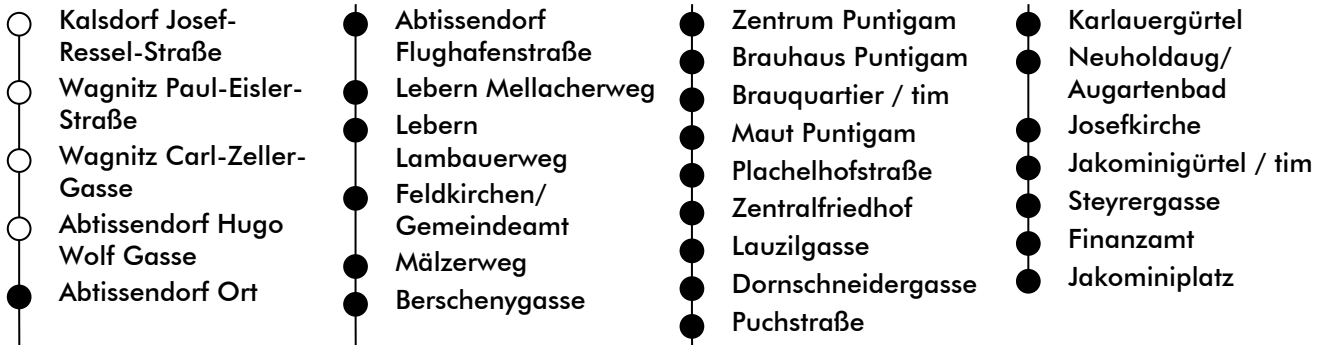 Kalsdorf Josef-
Ressel-Straße
Wagnitz Paul-Eisler-
Straße
Wagnitz Carl-Zeller-
Gasse
Abtissendorf Hugo
Wolf Gasse
Abtissendorf Ort
Abtissendorf
Flughafenstraße
Lebern Mellacherweg
Lebern
Lambauerweg
Feldkirchen/
Gemeindeamt
Mälzerweg
Berschenygasse
Zentrum Puntigam
Brauhaus Puntigam
Brauquartier / tim
Maut Puntigam
Plachelhofstraße
Zentralfriedhof
Lauzilgasse
Dornschneidergasse
Puchstraße
Karlauergürtel
Neuholdaug/
Augartenbad
Josefkirche
Jakominigürtel / tim
Steyrergasse
Finanzamt
Jakominiplatz